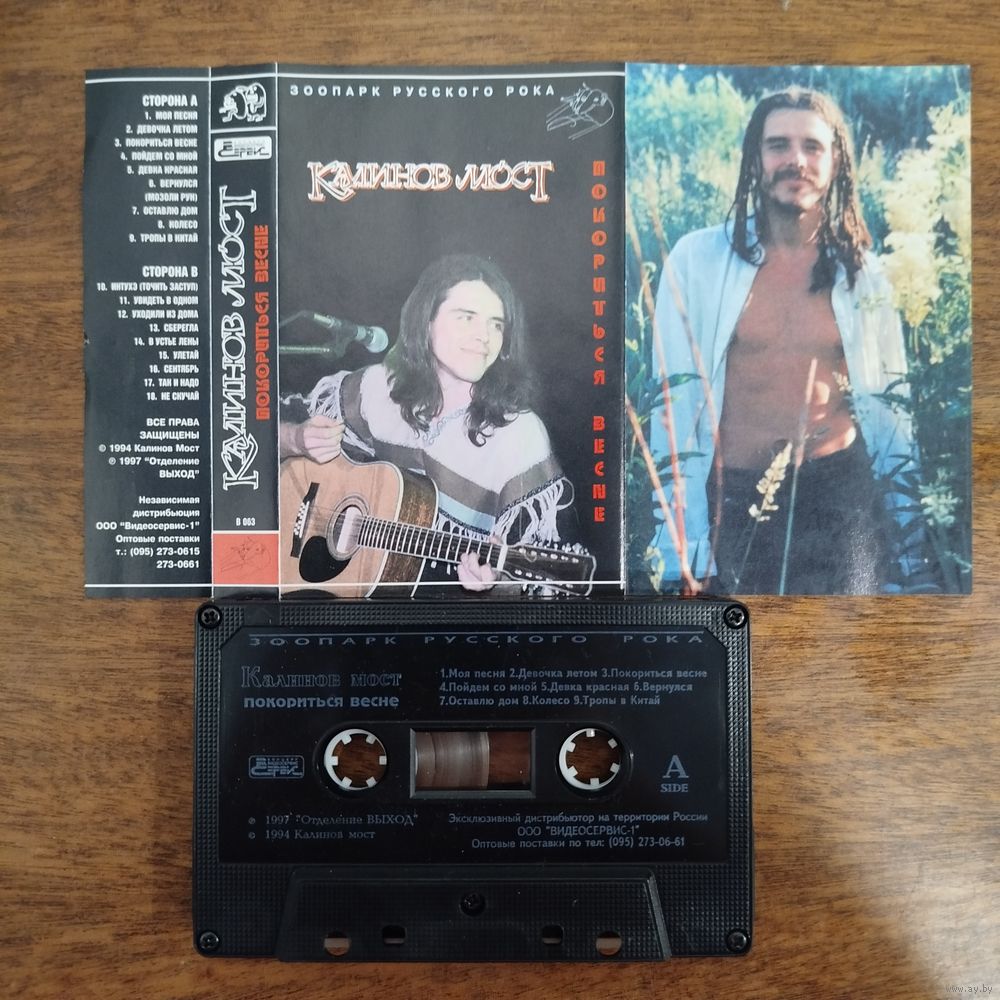 СТОРОНА А
1. МОЯ ПЕСНЯ
2. ДЕВОЧКА ЛЕТОМ
3. ПОКОРИТЬСЯ ВЕСНЕ
4. ПОЙДЕМ СО МНОЙ
5. ДЕВКА КРАСНАЯ
6. ВЕРНУЛСЯ
(МОЗОЛИ РУК)
7. ОСТАВЛЮ ДОМ
8. КОЛЕСО
9. ТРОПЫ В КИТАЙ
СТОРОНА В
10. ИНТУХЭ (ТОЧИТЬ ЗАСТУП)
11. УВИДЕТЬ В ОДНОМ
12. УХОДИЛИ ИЗ ДОМА
13. СБЕРЕГЛА
14. В УСТЬЕ ЛЕНЫ
15. УЛЕТАЙ
16. СЕНТЯБРЬ
17. ТАК И НАДО
18. НЕ СКУЧАЙ
ВСЕ ПРАВА
ЗАЩИЩЕНЫ
© 1994 Калинов Мост
℗ 1997 "Отделение
ВЫХОД"
Независимая
дистрибьюция
ООО "Видеосервис-1"
Оптовые поставки
т.: (095) 273-0615
273-0661
КАЛИНОВ МОСТ
ПОКОРИТЬСЯ ВЕСНЕ
В 063
ЗООПАРК РУССКОГО РОКА
КАЛИНОВ МОСТ
ПОКОРИТЬСЯ ВЕСНЕ
ЗООПАРК РУССКОГО РОКА
Калинов мост
покориться весне
1.Моя песня 2.Девочка летом 3.Покориться весне
4.Пойдем со мной 5.Девка красная 6.Вернулся
7.Оставлю дом 8.Колесо 9.Тропы в Китай
A
SIDE
℗ 1997 "Отделение ВЫХОД"
© 1994 Калинов мост
Эксклюзивный дистрибьютор на территории России
ООО "ВИДЕОСЕРВИС-1"
Оптовые поставки по тел: (095) 273-06-61
www.ay.by